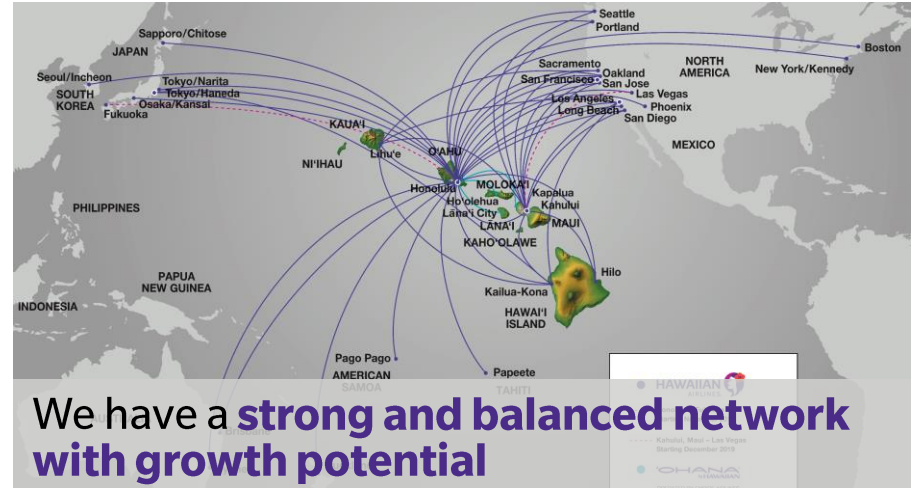 Seattle
Portland
Sapporo/Chitose
JAPAN
Boston
Sacramento
NORTH
AMERICA
New York/Kennedy
Oakland
San Francisco
San Jose
Seoul/Incheon
Tokyo/Narita
SOUTH
KOREA
Tokyo/Haneda
Osaka/Kansai
Fukuoka
Las Vegas
Los Angeles
Phoenix
Long Beach
San Diego
KAUA'I
MEXICO
Lihu'e
O'AHU
NI'IHAU
Honolulu
MOLOKA'I
Kapalua
Ho'olehua
Kahului
Lāna'i City
PHILIPPINES
LĀNA'I
MAUI
KAHO'OLAWE
PAPUA
NEW GUINEA
Hilo
Kailua-Kona
INDONESIA
HAWAI'I
ISLAND
Pago Pago
AMERICAN
SAMOA
Papeete
TAHITI
HAWAIIAN
AIRLINES
We have a strong and balanced network
Brisbane
Kahului, Maui – Las Vegas
Starting December 2018
with growth potential
'OHANA